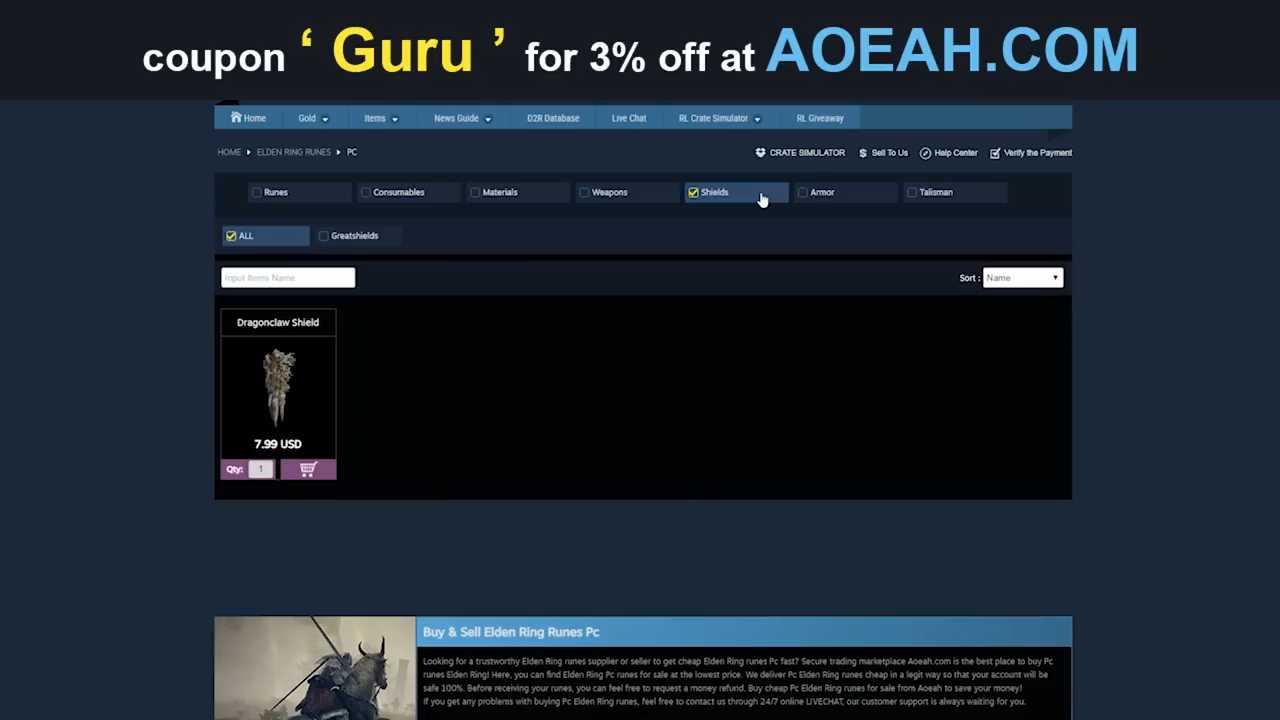 coupon ‘ Guru ’ for 3% off at AOEAH.COM
Home Gold Items News Guide D2R Database Live Chat RL Crate Simulator RL Giveaway
HOME ELDEN RING RUNES PC CRATE SIMULATOR Sell To Us Help Center Verify the Payment
Runes Consumables Materials Weapons Shields Armor Talisman
ALL Greatshields
Input Items Name Sort : Name
Dragonclaw Shield
7.99 USD
Qty: 1
Buy & Sell Elden Ring Runes Pc
Looking for a trustworthy Elden Ring runes supplier or seller to get cheap Elden Ring runes Pc fast? Secure trading marketplace Aoeah.com is the best place to buy Pc
runes Elden Ring! Here, you can find Elden Ring Pc runes for sale at the lowest price. We deliver Pc Elden Ring runes cheap in a legit way so that your account will be
safe 100%. Before receiving your runes, you can feel free to request a money refund. Buy cheap Pc Elden Ring runes for sale from Aoeah to save your money!
If you get any problems with buying Pc Elden Ring runes, feel free to contact us through 24/7 online LIVECHAT, our customer support is always waiting for you.